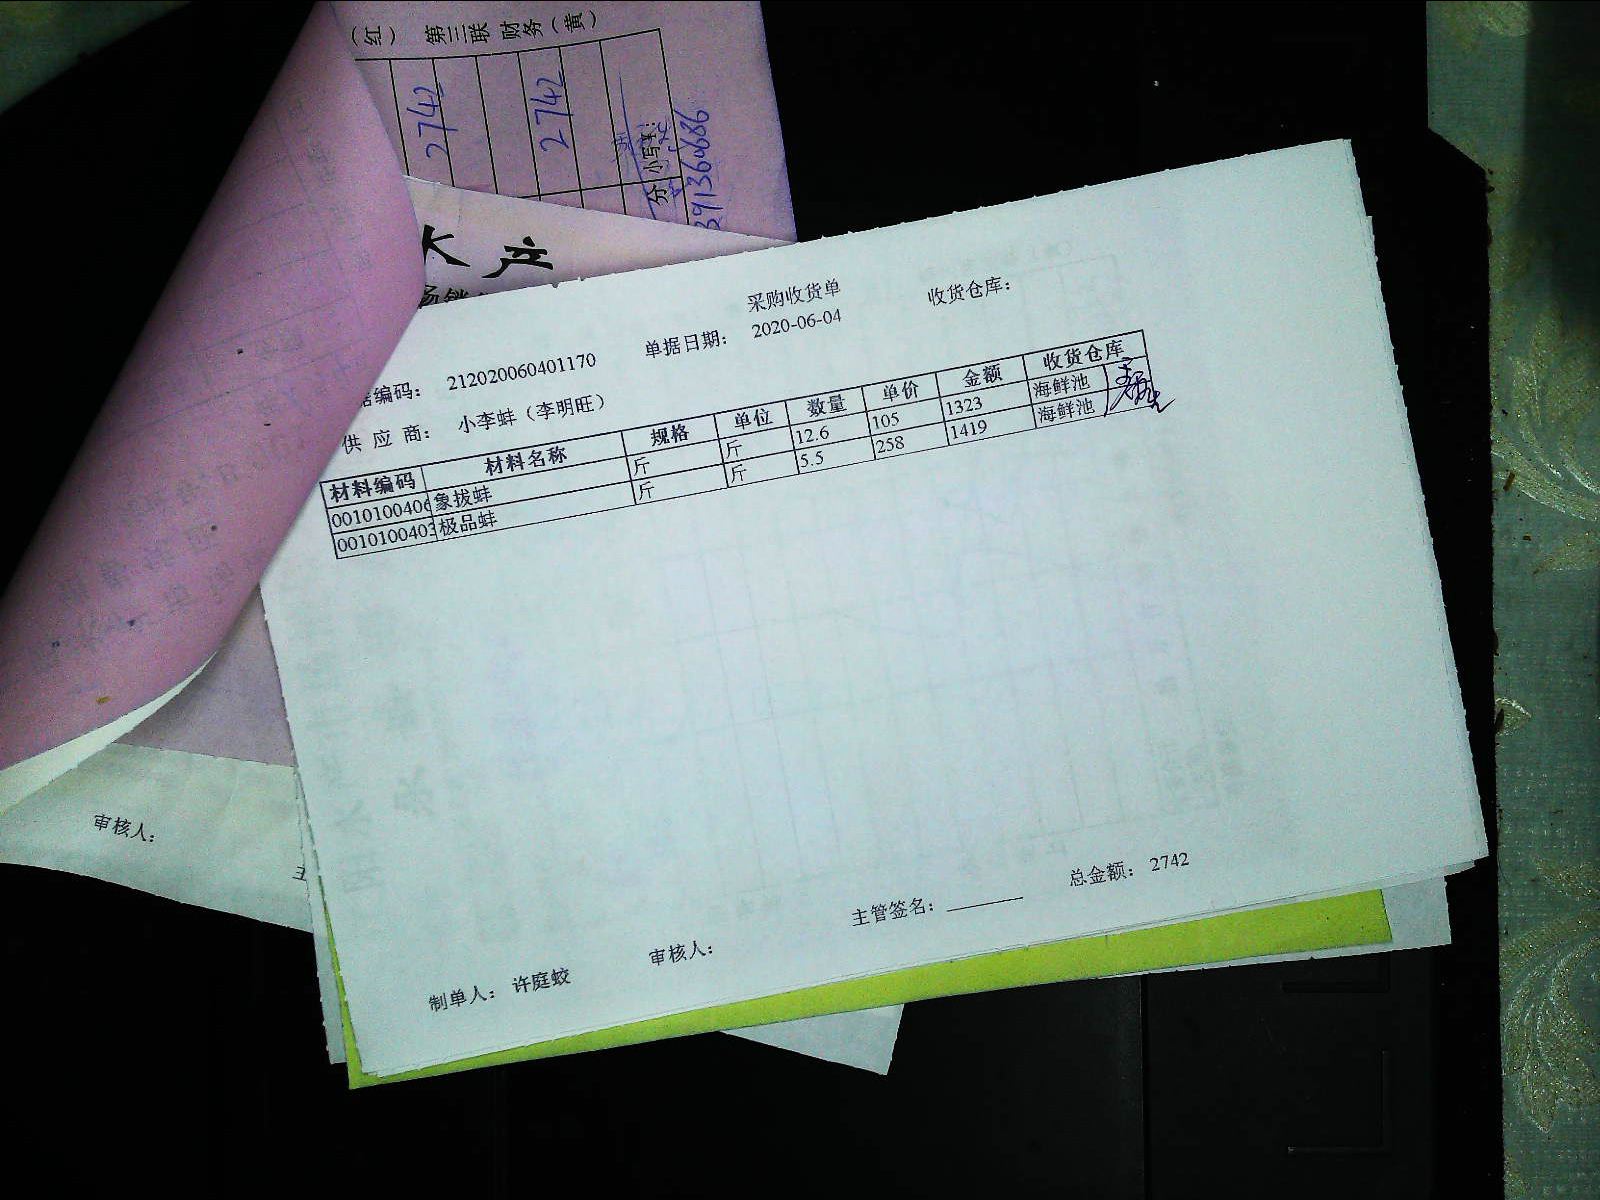 (红) 第三联 财务(黄)
2742
2742
分 小写¥:
39136068
水产
采购收货单
据编码: 212020060401170 单据日期: 2020-06-04 收货仓库:
供 应 商: 小李蚌（李明旺）
材料编码 材料名称 规格 单位 数量 单价 金额 收货仓库
0010100406 象拔蚌 斤 斤 12.6 105 1323 海鲜池
001010040 极品蚌 斤 斤 5.5 258 1419 海鲜池
主管签名: 总金额: 2742
制单人: 许庭蛟 审核人:
审核人: